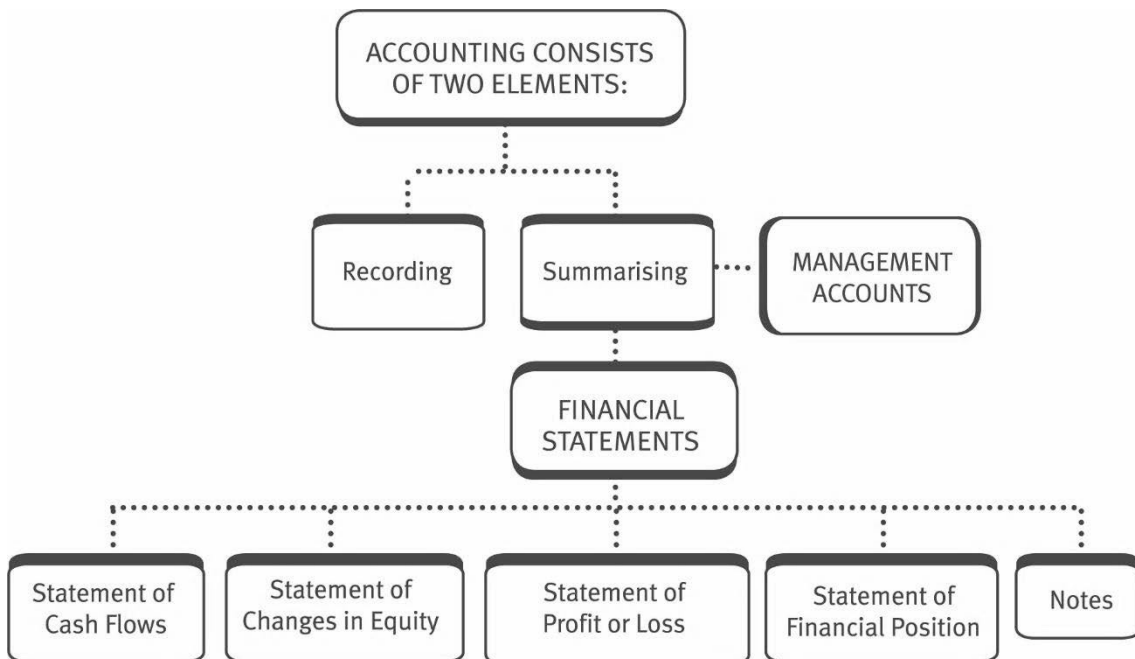 ACCOUNTING CONSISTS
OF TWO ELEMENTS:
Recording
Summarising
MANAGEMENT
ACCOUNTS
FINANCIAL
STATEMENTS
Statement of
Cash Flows
Statement of
Changes in Equity
Statement of
Profit or Loss
Statement of
Financial Position
Notes